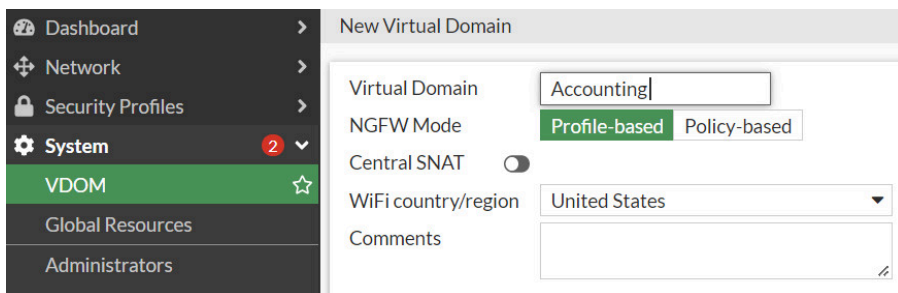 Dashboard
Network
Security Profiles
System 2
VDOM
Global Resources
Administrators
New Virtual Domain
Virtual Domain Accounting
NGFW Mode Profile-based Policy-based
Central SNAT
WiFi country/region United States
Comments